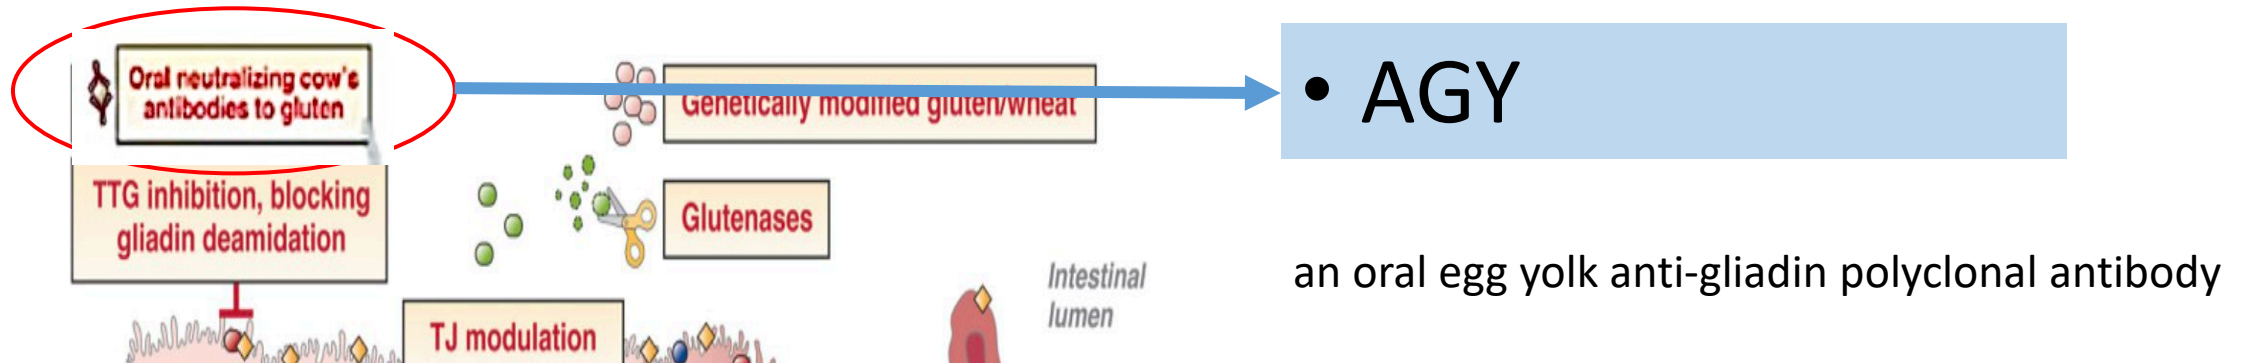 Oral neutralizing cow's
antibodies to gluten
Genetically modified gluten/wheat
• AGY
TTG inhibition, blocking
gliadin deamidation
Glutenases
an oral egg yolk anti-gliadin polyclonal antibody
Intestinal
lumen
TJ modulation